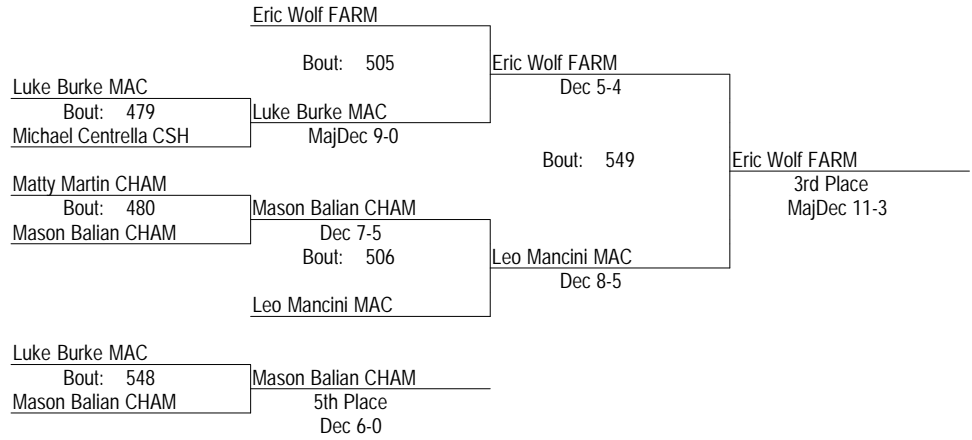 Eric Wolf FARM
Bout: 505
Eric Wolf FARM
Dec 5-4
Luke Burke MAC
Bout: 479
Luke Burke MAC
MajDec 9-0
Michael Centrella CSH
Bout: 549
Eric Wolf FARM
3rd Place
MajDec 11-3
Matty Martin CHAM
Bout: 480
Mason Balian CHAM
Dec 7-5
Mason Balian CHAM
Bout: 506
Leo Mancini MAC
Dec 8-5
Leo Mancini MAC
Luke Burke MAC
Bout: 548
Mason Balian CHAM
5th Place
Mason Balian CHAM
Dec 6-0